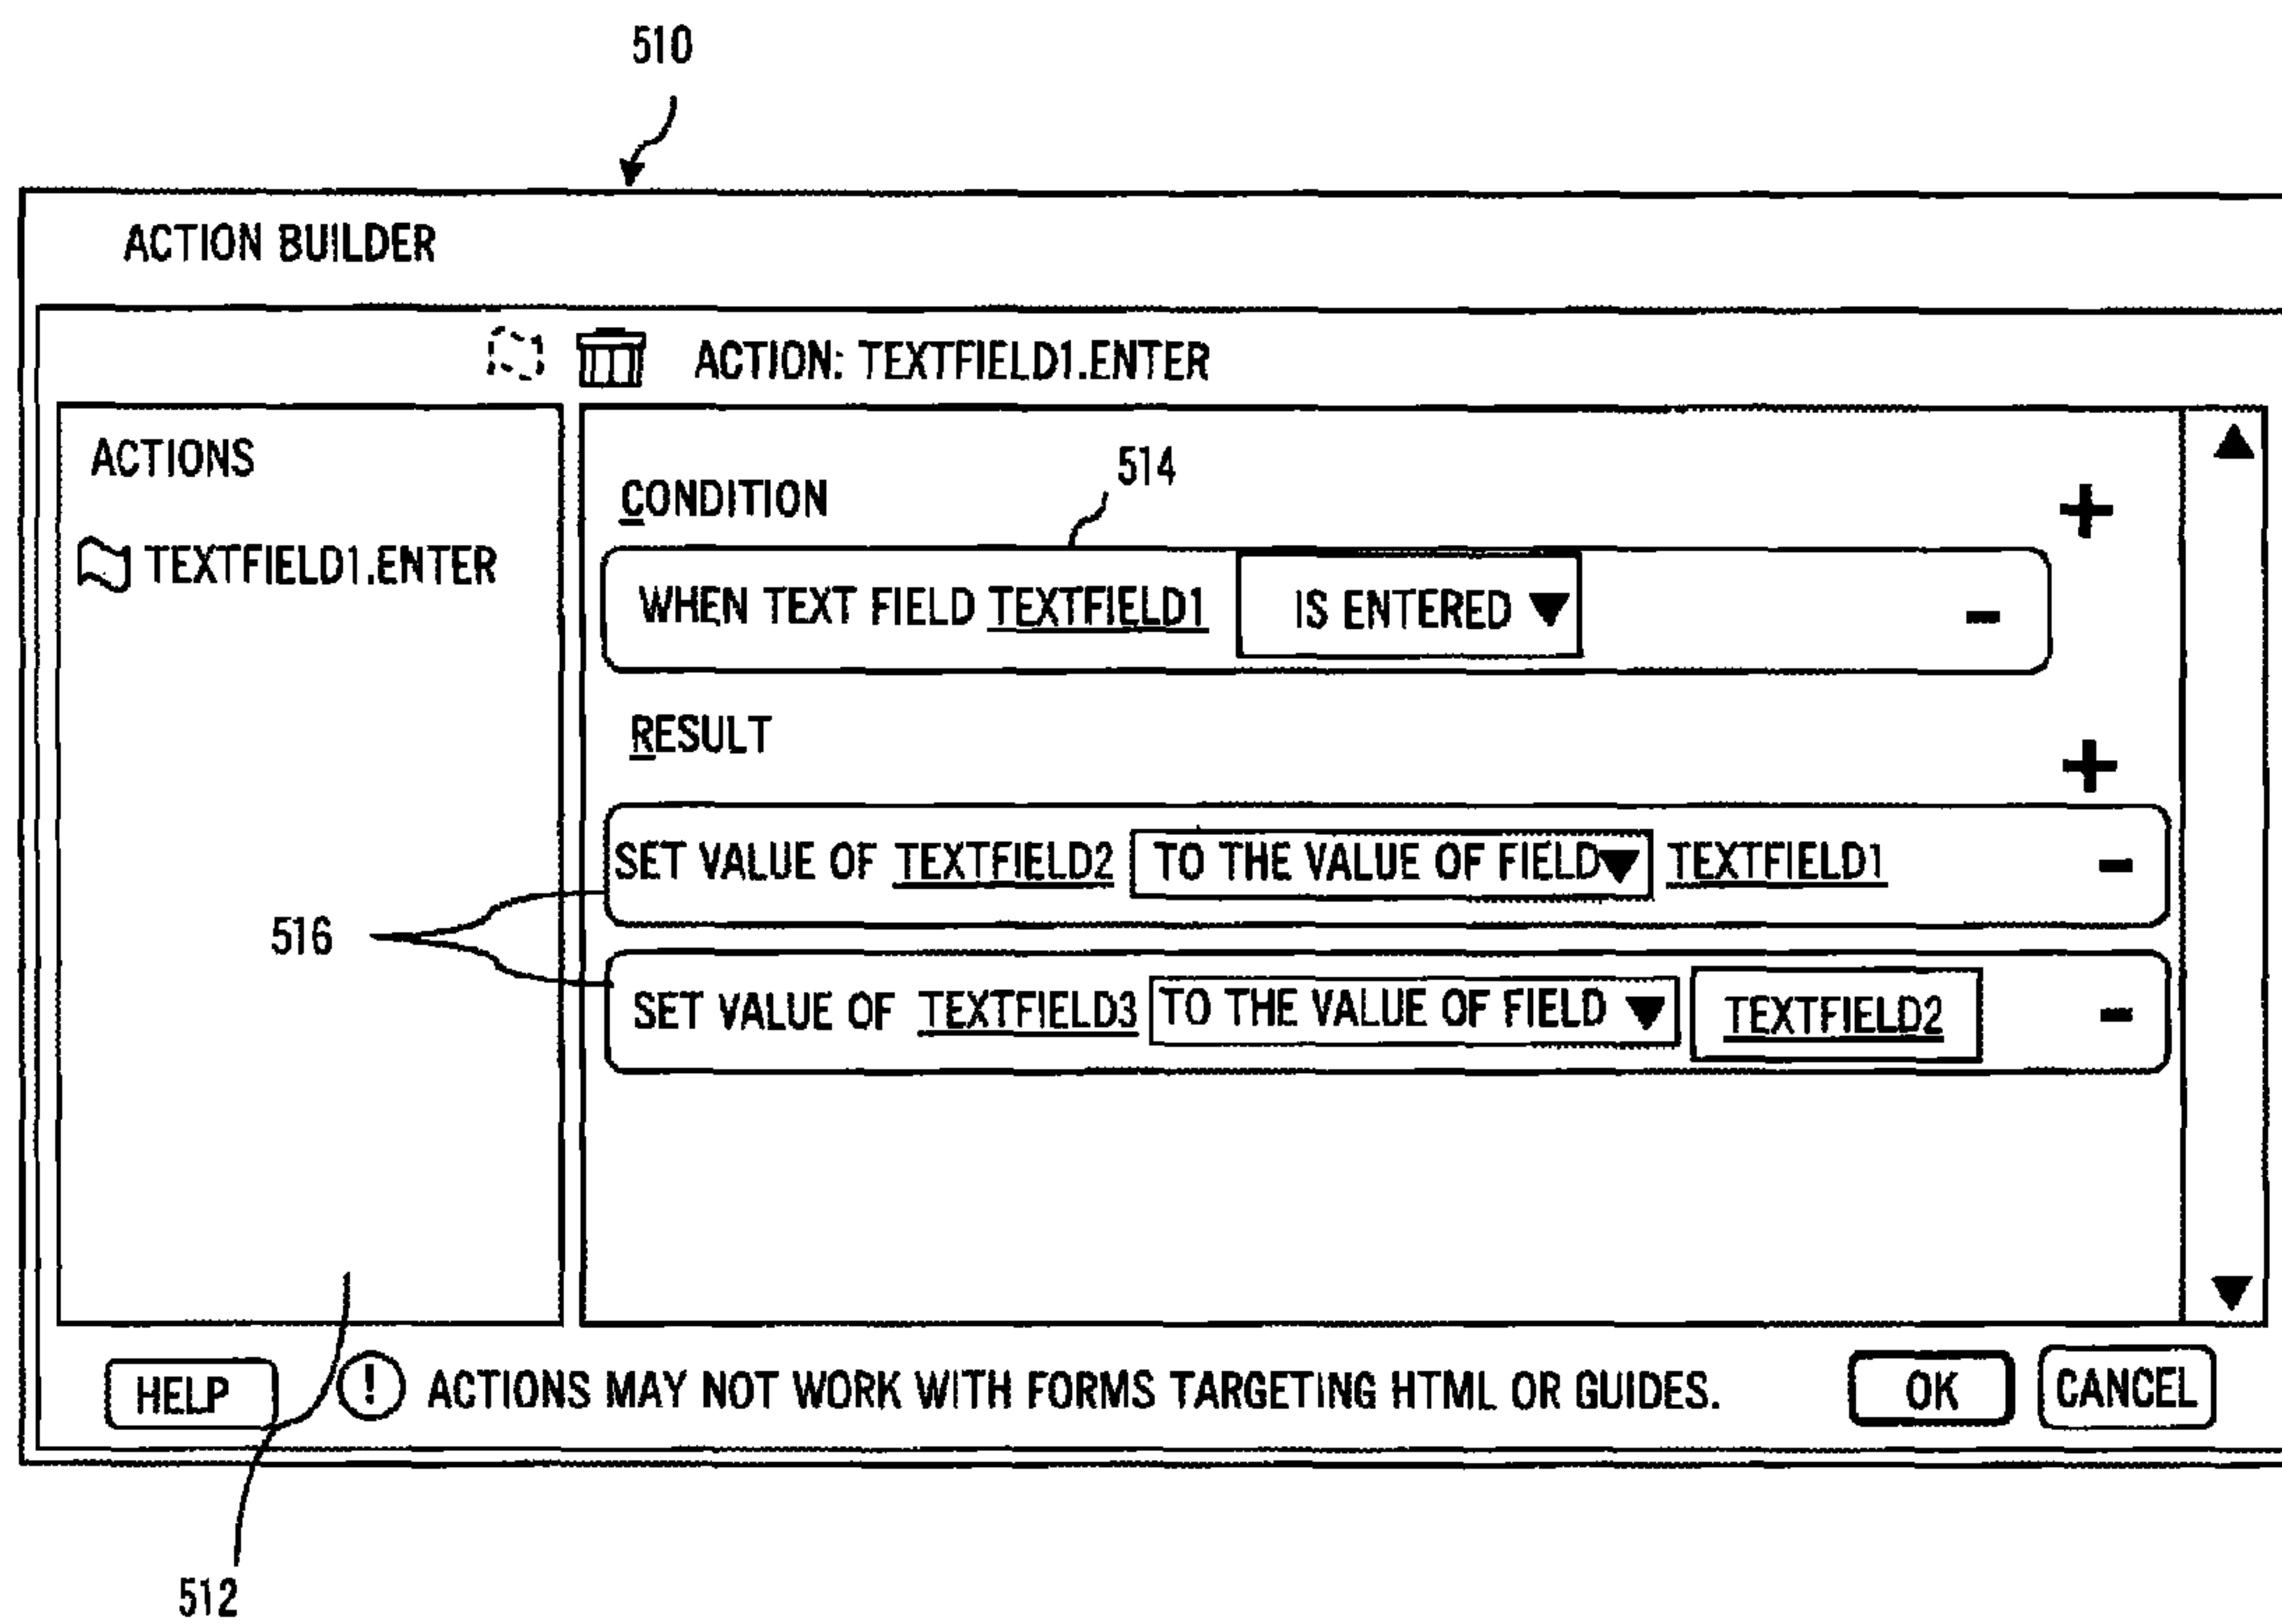 510
ACTION BUILDER
ACTION: TEXTFIELD1.ENTER
ACTIONS
TEXTFIELD1.ENTER
514
CONDITION
+
WHEN TEXT FIELD TEXTFIELD1 IS ENTERED ▼ -
RESULT
+
SET VALUE OF TEXTFIELD2 TO THE VALUE OF FIELD ▼ TEXTFIELD1 -
516
SET VALUE OF TEXTFIELD3 TO THE VALUE OF FIELD ▼ TEXTFIELD2 -
HELP ! ACTIONS MAY NOT WORK WITH FORMS TARGETING HTML OR GUIDES. OK CANCEL
512